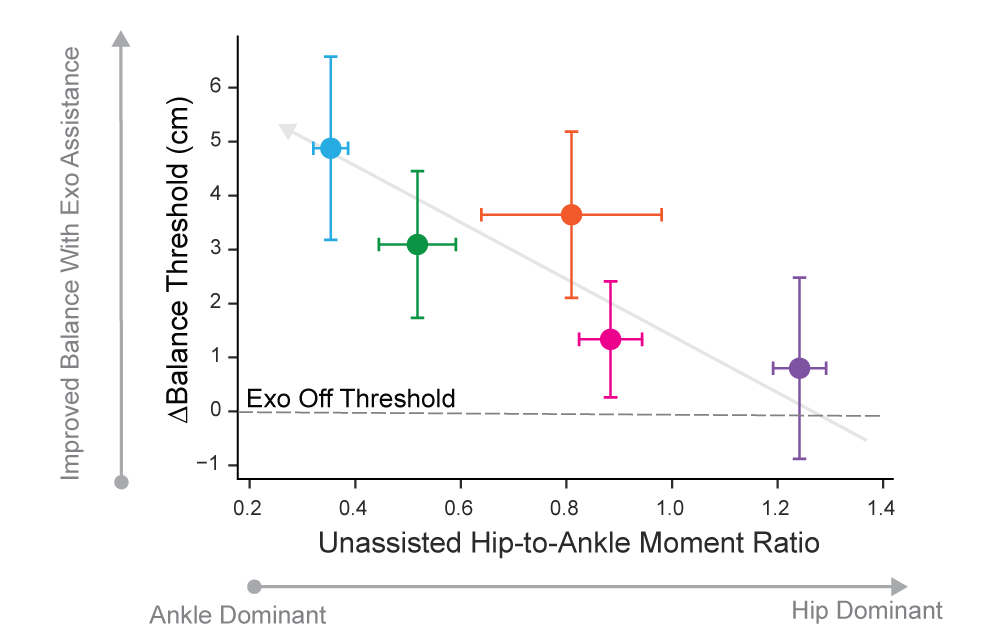 Improved Balance With Exo Assistance
ΔBalance Threshold (cm)
6
5
4
3
2
1
0
−1
Exo Off Threshold
0.2 0.4 0.6 0.8 1.0 1.2 1.4
Unassisted Hip-to-Ankle Moment Ratio
Ankle Dominant
Hip Dominant